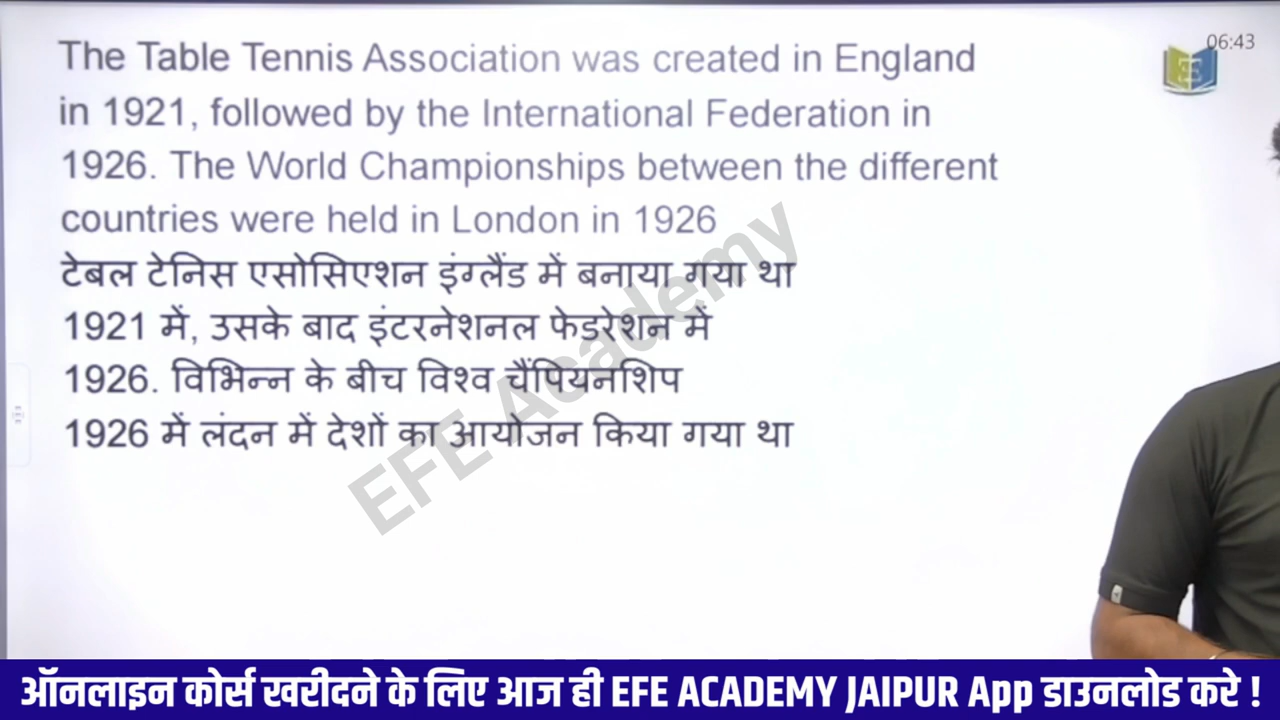 06:43
The Table Tennis Association was created in England
in 1921, followed by the International Federation in
1926. The World Championships between the different
countries were held in London in 1926
टेबल टेनिस एसोसिएशन इंग्लैंड में बनाया गया था
1921 में, उसके बाद इंटरनेशनल फेडरेशन में
1926. विभिन्न के बीच विश्व चैंपियनशिप
1926 में लंदन में देशों का आयोजन किया गया था
EFE Academy
ऑनलाइन कोर्स खरीदने के लिए आज ही EFE ACADEMY JAIPUR App डाउनलोड करे !